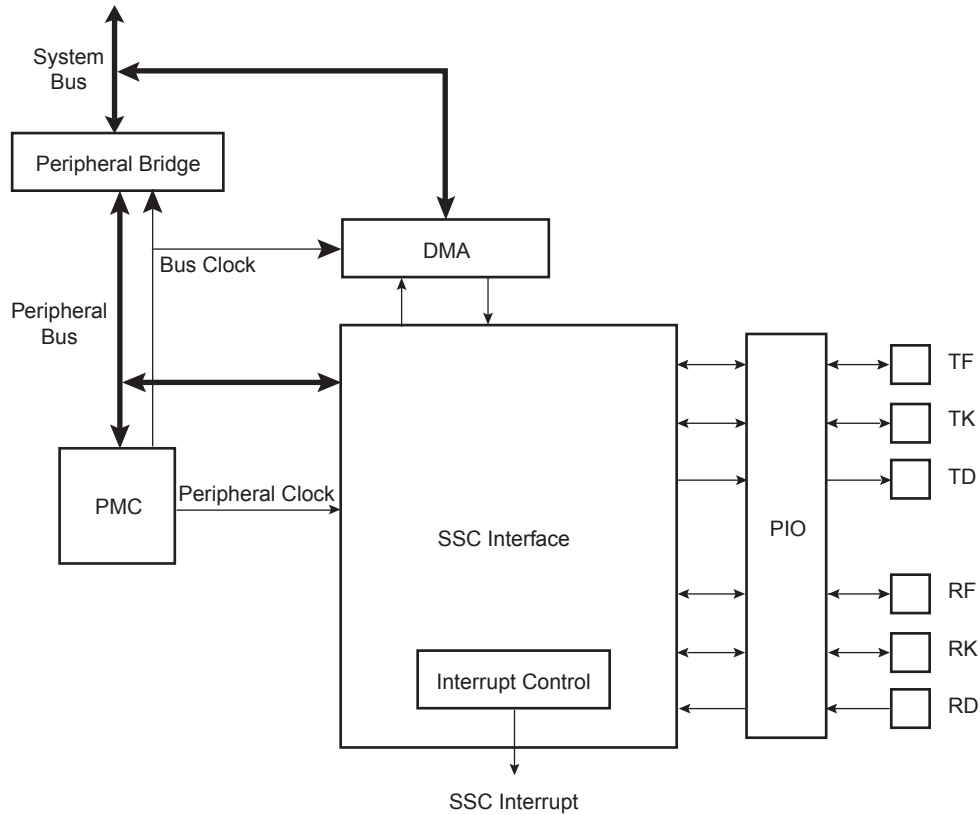 System
Bus
Peripheral Bridge
DMA
Bus Clock
Peripheral
Bus
TF
TK
TD
PMC
Peripheral Clock
SSC Interface
PIO
RF
RK
RD
Interrupt Control
SSC Interrupt